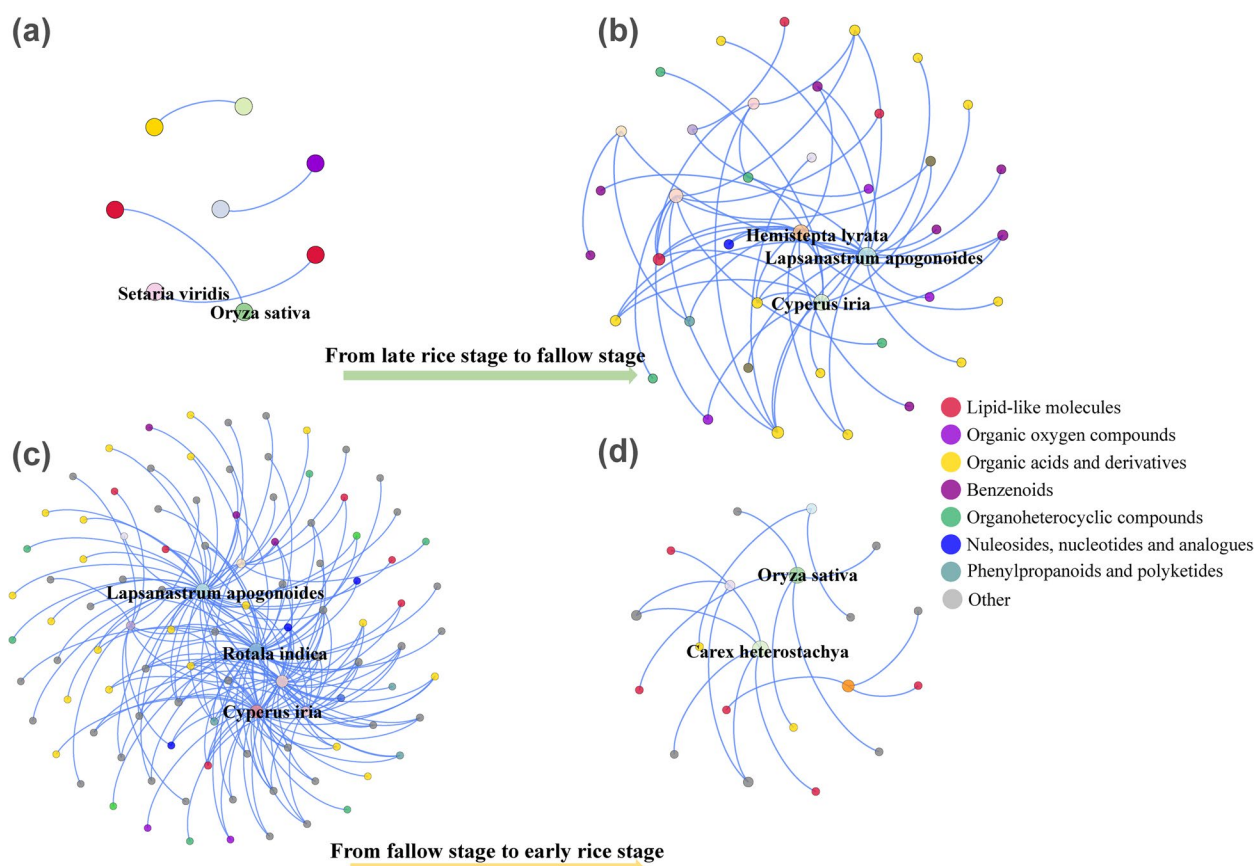 (a)
Setaria viridis
Oryza sativa
(b)
Hemistepta lyrata
Lapsanastrum apogonoides
Cyperus iria
From late rice stage to fallow stage
(c)
Lapsanastrum apogonoides
Rotala indica
Cyperus iria
(d)
Oryza sativa
Carex heterostachya
Lipid-like molecules
Organic oxygen compounds
Organic acids and derivatives
Benzenoids
Organoheterocyclic compounds
Nuleosides, nucleotides and analogues
Phenylpropanoids and polyketides
Other
From fallow stage to early rice stage